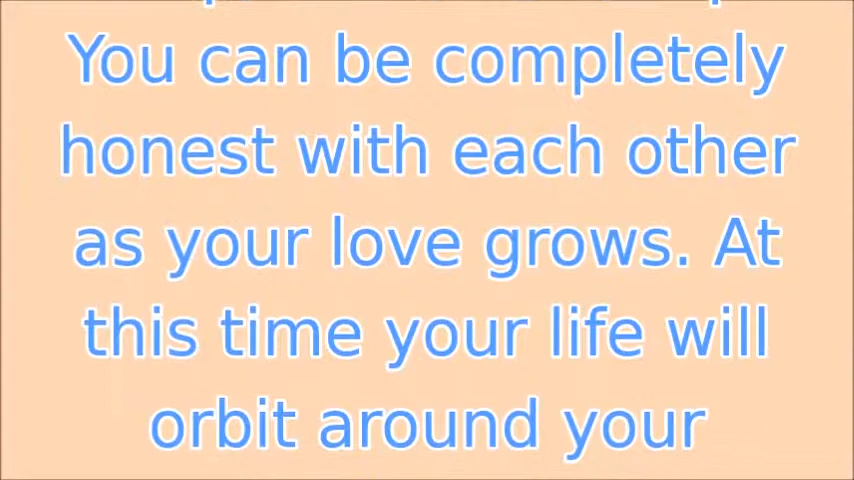 You can be completely
honest with each other
as your love grows. At
this time your life will
orbit around your